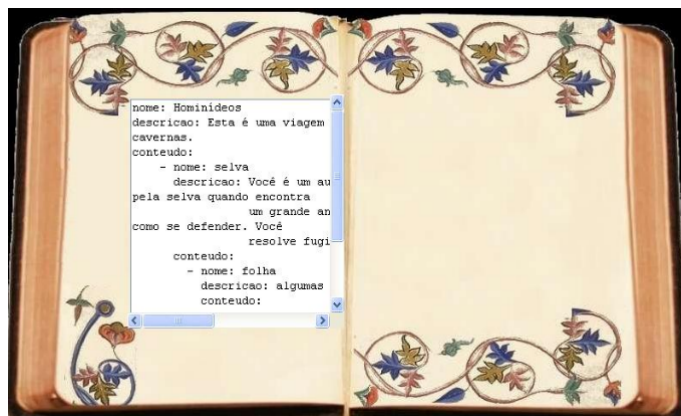 nome: Hominídeos
descricao: Esta é uma viagem
cavernas.
conteudo:
- nome: selva
descricao: Você é um au
pela selva quando encontra
um grande an
como se defender. Você
resolve fugi
conteudo:
- nome: folha
descricao: algumas
conteudo: